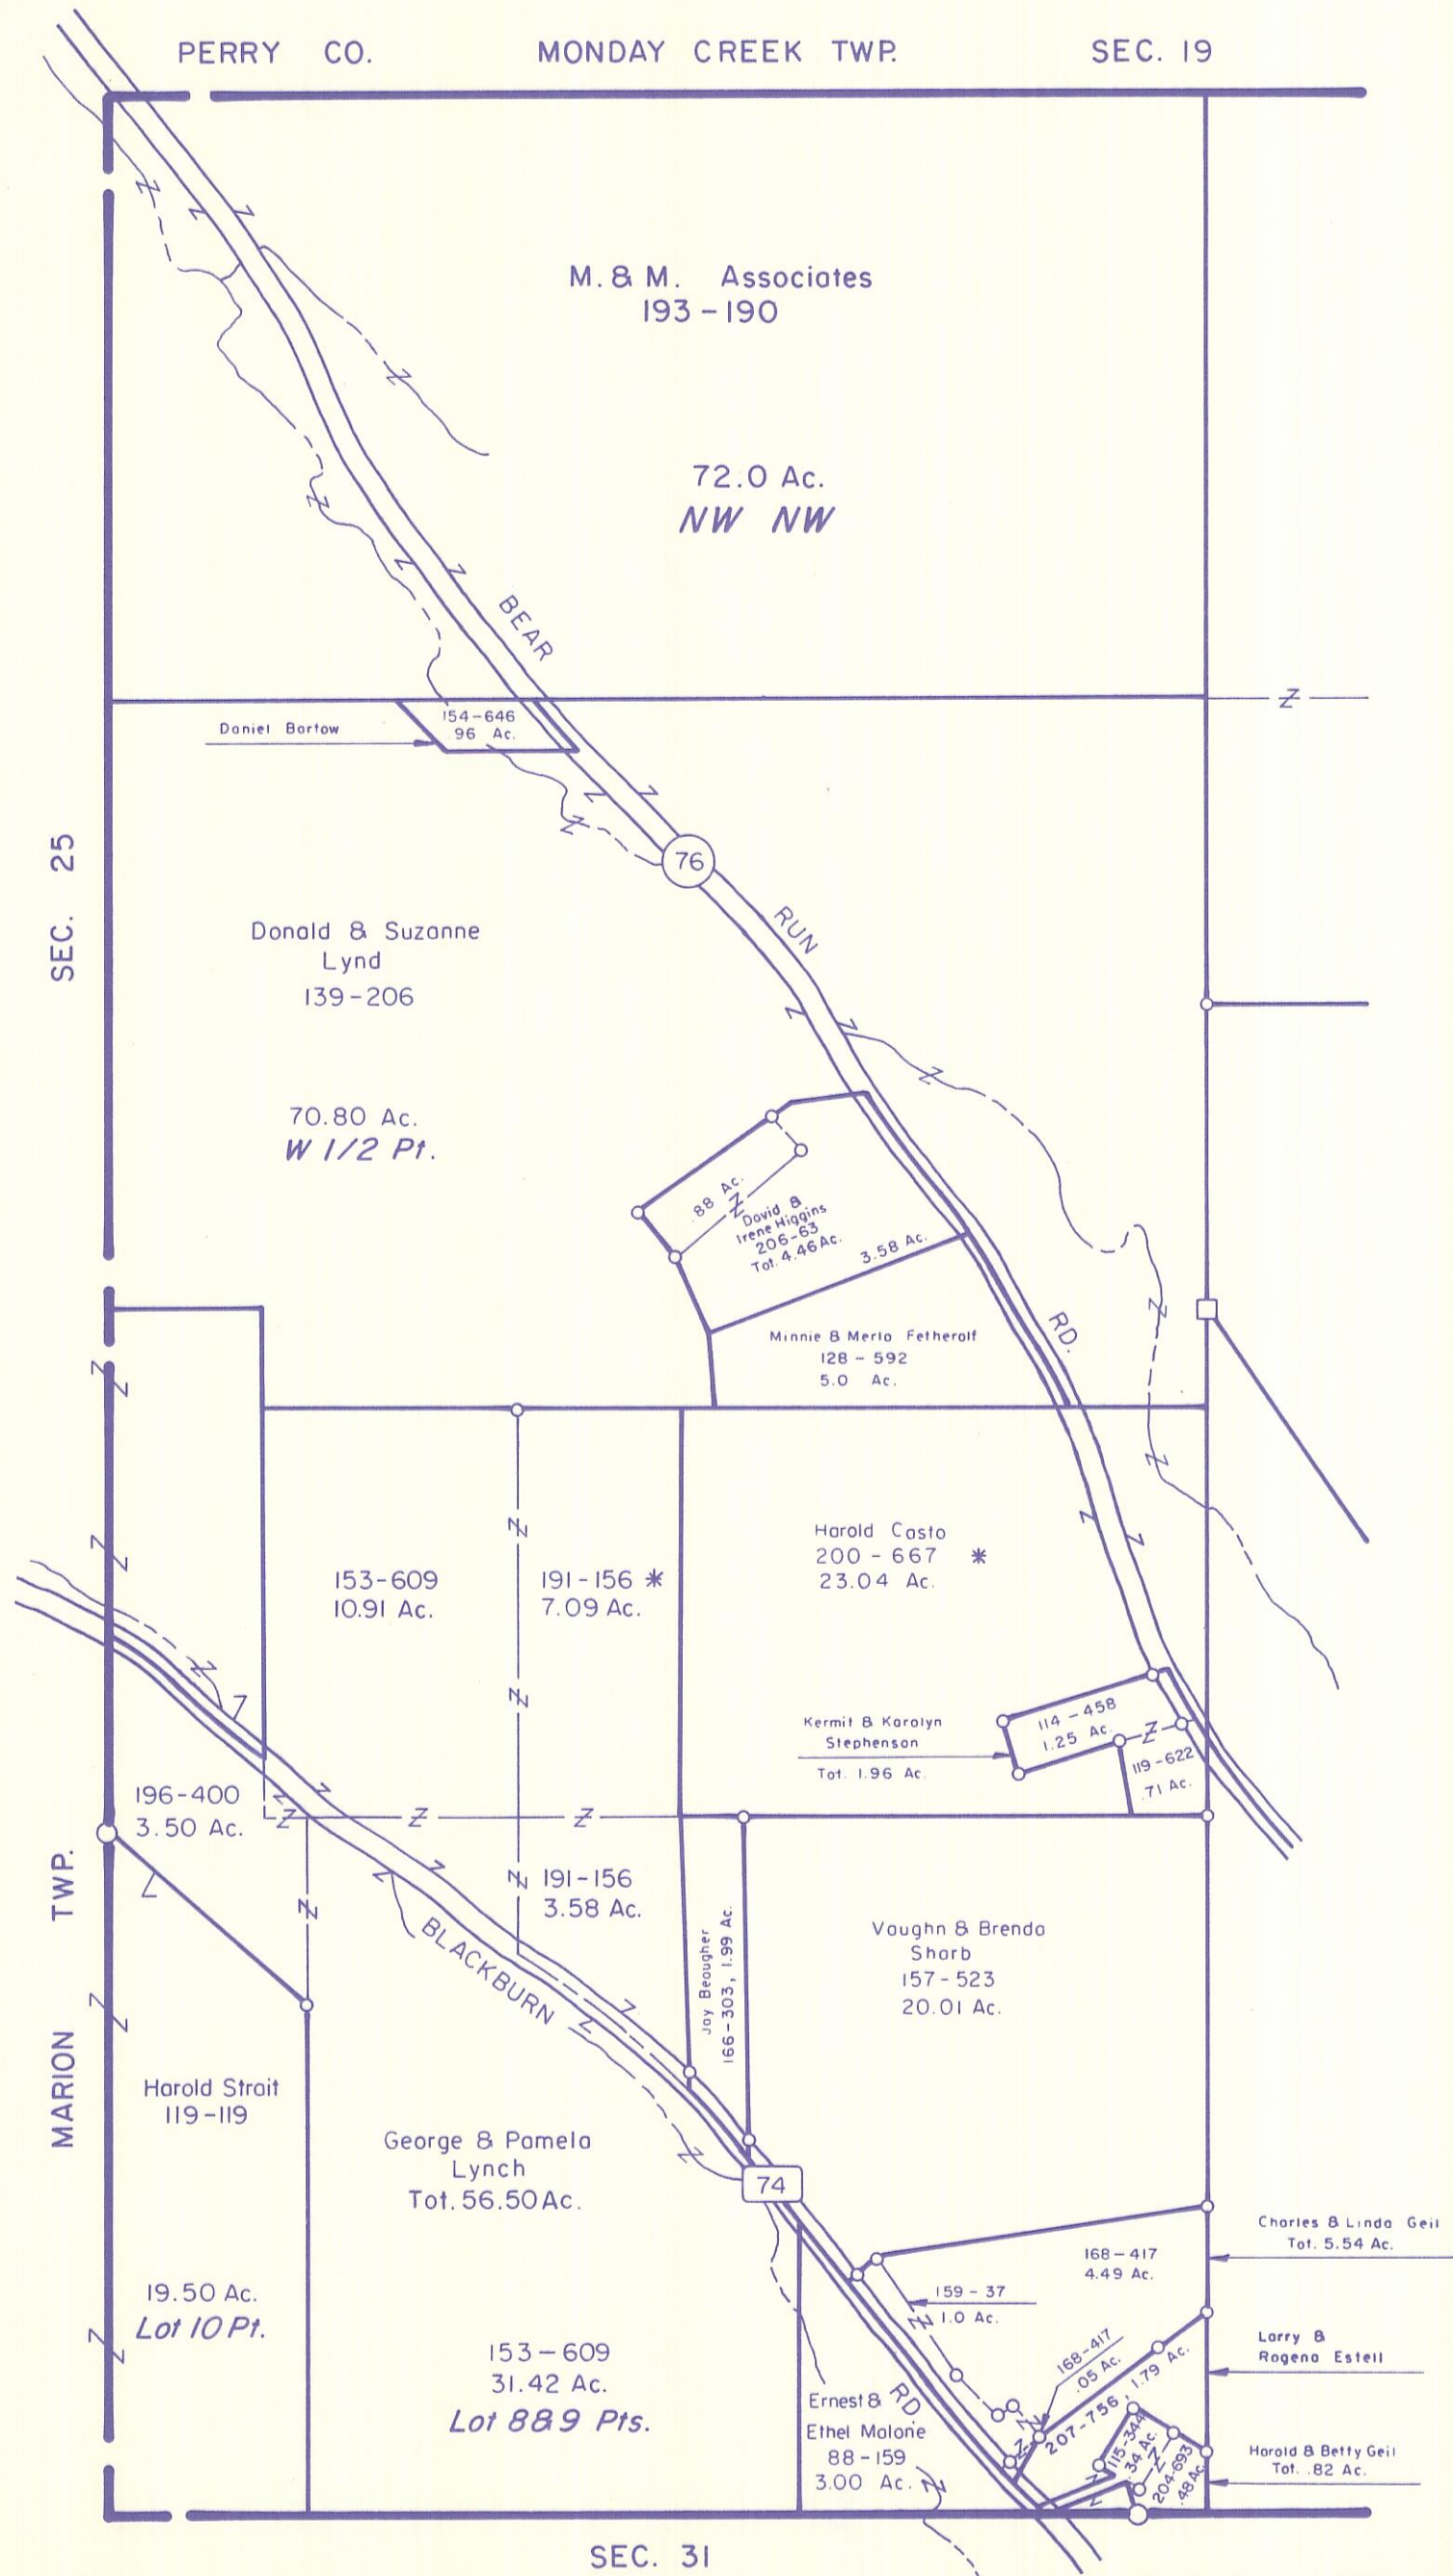 PERRY CO. MONDAY CREEK TWP. SEC. 19
M. & M. Associates
193-190
72.0 Ac.
NW NW
BEAR
Daniel Bartow
154-646
.96 Ac.
76
SEC. 25
RUN
Donald & Suzanne
Lynd
139-206
70.80 Ac.
W 1/2 Pt.
.88 Ac.
David &
Irene Higgins
206-63
Tot. 4.46 Ac.
3.58 Ac.
RD.
Minnie & Merlo Fetherolf
128-592
5.0 Ac.
Harold Casto
200-667 *
23.04 Ac.
153-609
10.91 Ac.
191-156 *
7.09 Ac.
Kermit & Karolyn
Stephenson
Tot. 1.96 Ac.
114-458
1.25 Ac.
119-622
.71 Ac.
196-400
3.50 Ac.
191-156
3.58 Ac.
MARION TWP.
BLACKBURN
Jay Beougher
166-303, 1.99 Ac.
Vaughn & Brenda
Sharb
157-523
20.01 Ac.
Harold Strait
119-119
19.50 Ac.
Lot 10 Pt.
George & Pamela
Lynch
Tot. 56.50 Ac.
74
153-609
31.42 Ac.
Lot 8&9 Pts.
168-417
4.49 Ac.
Charles & Linda Geil
Tot. 5.54 Ac.
159-37
1.0 Ac.
168-417
.05 Ac.
Larry &
Rogena Estell
207-756, 1.79 Ac.
RD.
Ernest &
Ethel Malone
88-159
3.00 Ac.
115-344
.34 Ac.
204-693
.48 Ac.
Harold & Betty Geil
Tot. .82 Ac.
SEC. 31